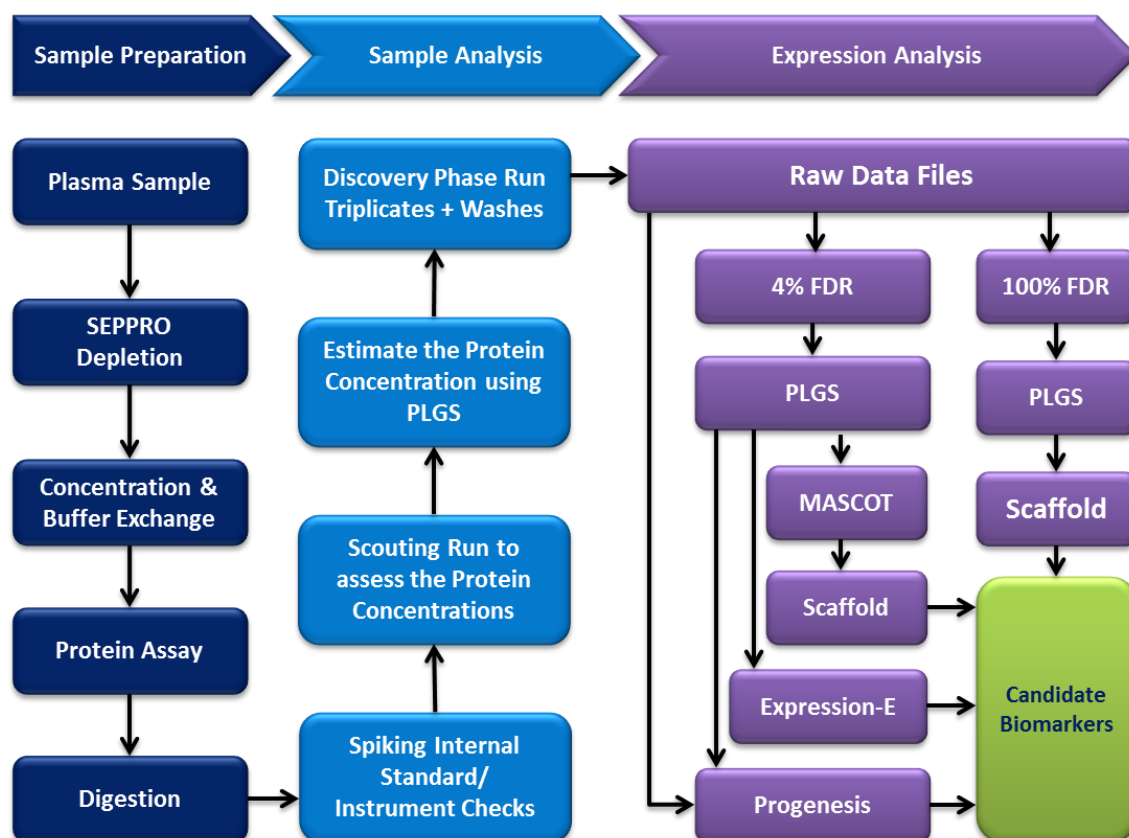 Sample Preparation
Sample Analysis
Expression Analysis
Plasma Sample
SEPPRO
Depletion
Concentration &
Buffer Exchange
Protein Assay
Digestion
Discovery Phase Run
Triplicates + Washes
Estimate the Protein
Concentration using
PLGS
Scouting Run to
assess the Protein
Concentrations
Spiking Internal
Standard/
Instrument Checks
Raw Data Files
4% FDR
100% FDR
PLGS
PLGS
MASCOT
Scaffold
Scaffold
Expression-E
Progenesis
Candidate
Biomarkers